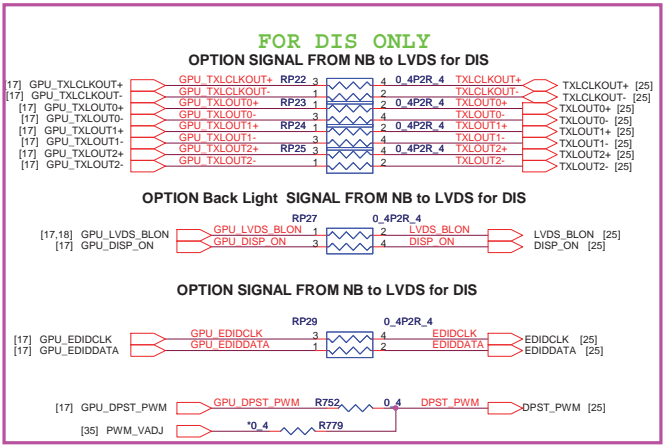 FOR DIS ONLY
OPTION SIGNAL FROM NB to LVDS for DIS
[17] GPU_TXLCLKOUT+ GPU_TXLCLKOUT+ RP22 3 4 0_4P2R_4 TXLCLKOUT+ TXLCLKOUT+ [25]
[17] GPU_TXLCLKOUT- GPU_TXLCLKOUT- 1 2 TXLCLKOUT- TXLCLKOUT- [25]
[17] GPU_TXLOUT0+ GPU_TXLOUT0+ RP23 1 2 0_4P2R_4 TXLOUT0+ TXLOUT0+ [25]
[17] GPU_TXLOUT0- GPU_TXLOUT0- 3 4 TXLOUT0- TXLOUT0- [25]
[17] GPU_TXLOUT1+ GPU_TXLOUT1+ RP24 1 2 0_4P2R_4 TXLOUT1+ TXLOUT1+ [25]
[17] GPU_TXLOUT1- GPU_TXLOUT1- 3 4 TXLOUT1- TXLOUT1- [25]
[17] GPU_TXLOUT2+ GPU_TXLOUT2+ RP25 3 4 0_4P2R_4 TXLOUT2+ TXLOUT2+ [25]
[17] GPU_TXLOUT2- GPU_TXLOUT2- 1 2 TXLOUT2- TXLOUT2- [25]
OPTION Back Light SIGNAL FROM NB to LVDS for DIS
RP27 0_4P2R_4
[17,18] GPU_LVDS_BLON GPU_LVDS_BLON 1 2 LVDS_BLON LVDS_BLON [25]
[17] GPU_DISP_ON GPU_DISP_ON 3 4 DISP_ON DISP_ON [25]
OPTION SIGNAL FROM NB to LVDS for DIS
RP29 0_4P2R_4
[17] GPU_EDIDCLK GPU_EDIDCLK 3 4 EDIDCLK EDIDCLK [25]
[17] GPU_EDIDDATA GPU_EDIDDATA 1 2 EDIDDATA EDIDDATA [25]
[17] GPU_DPST_PWM GPU_DPST_PWM R752 0_4 DPST_PWM DPST_PWM [25]
[35] PWM_VADJ *0_4 R779